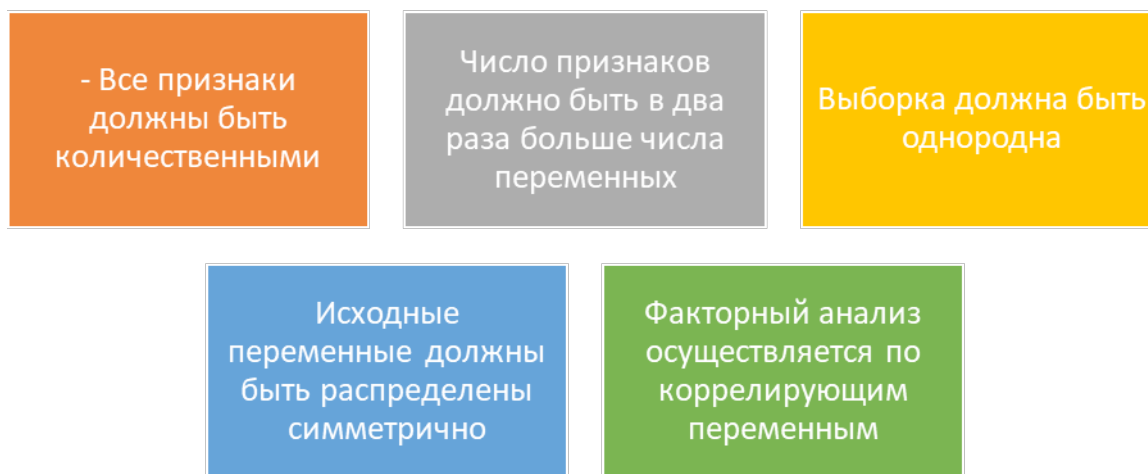 - Все признаки
должны быть
количественными
Число признаков
должно быть в два
раза больше числа
переменных
Выборка должна быть
однородна
Исходные
переменные должны
быть распределены
симметрично
Факторный анализ
осуществляется по
коррелирующим
переменным